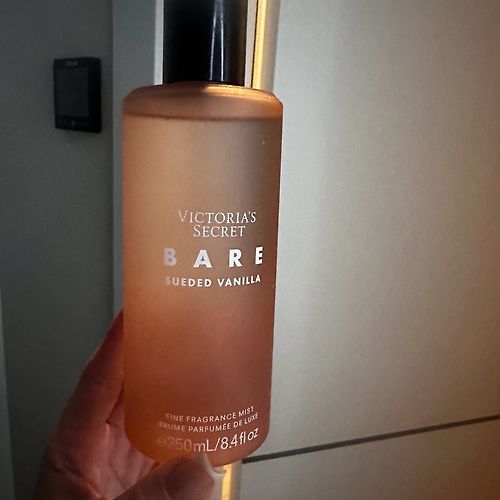 VICTORIA'S
SECRET
BARE
SUEDED VANILLA
FINE FRAGRANCE MIST
BRUME PARFUMÉE DE LUXE
℮250mL/8.4fl oz